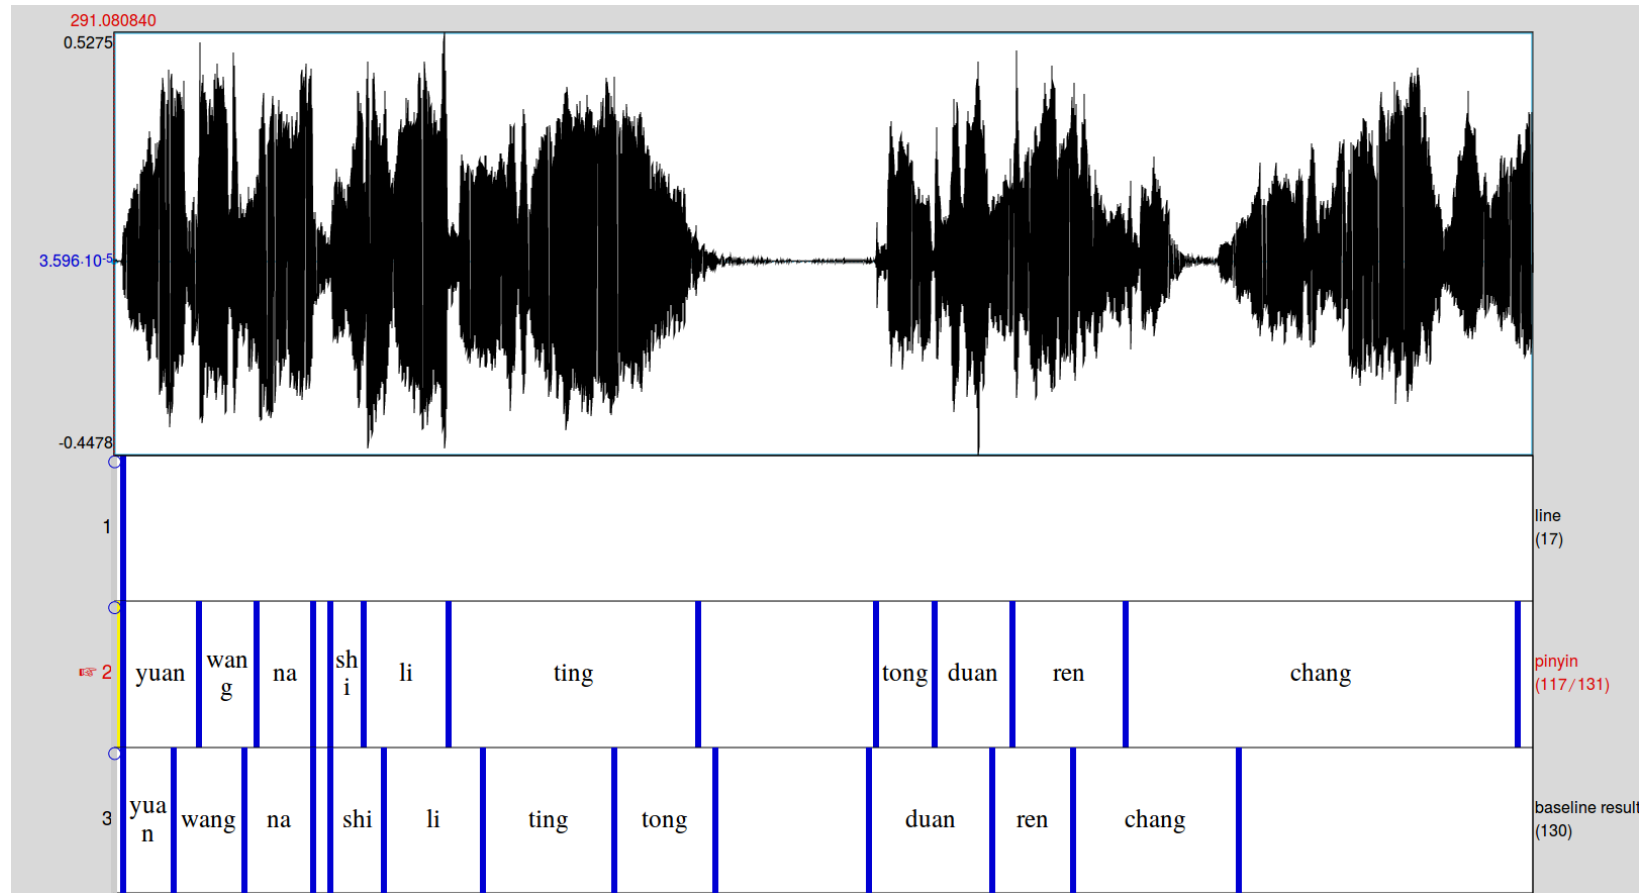 291.080840
0.5275
3.596·10-5
-0.4478
1
line
(17)
☞ 2
yuan
wan
g
na
sh
i
li
ting
tong
duan
ren
chang
pinyin
(117/131)
3
yua
n
wang
na
shi
li
ting
tong
duan
ren
chang
baseline result
(130)